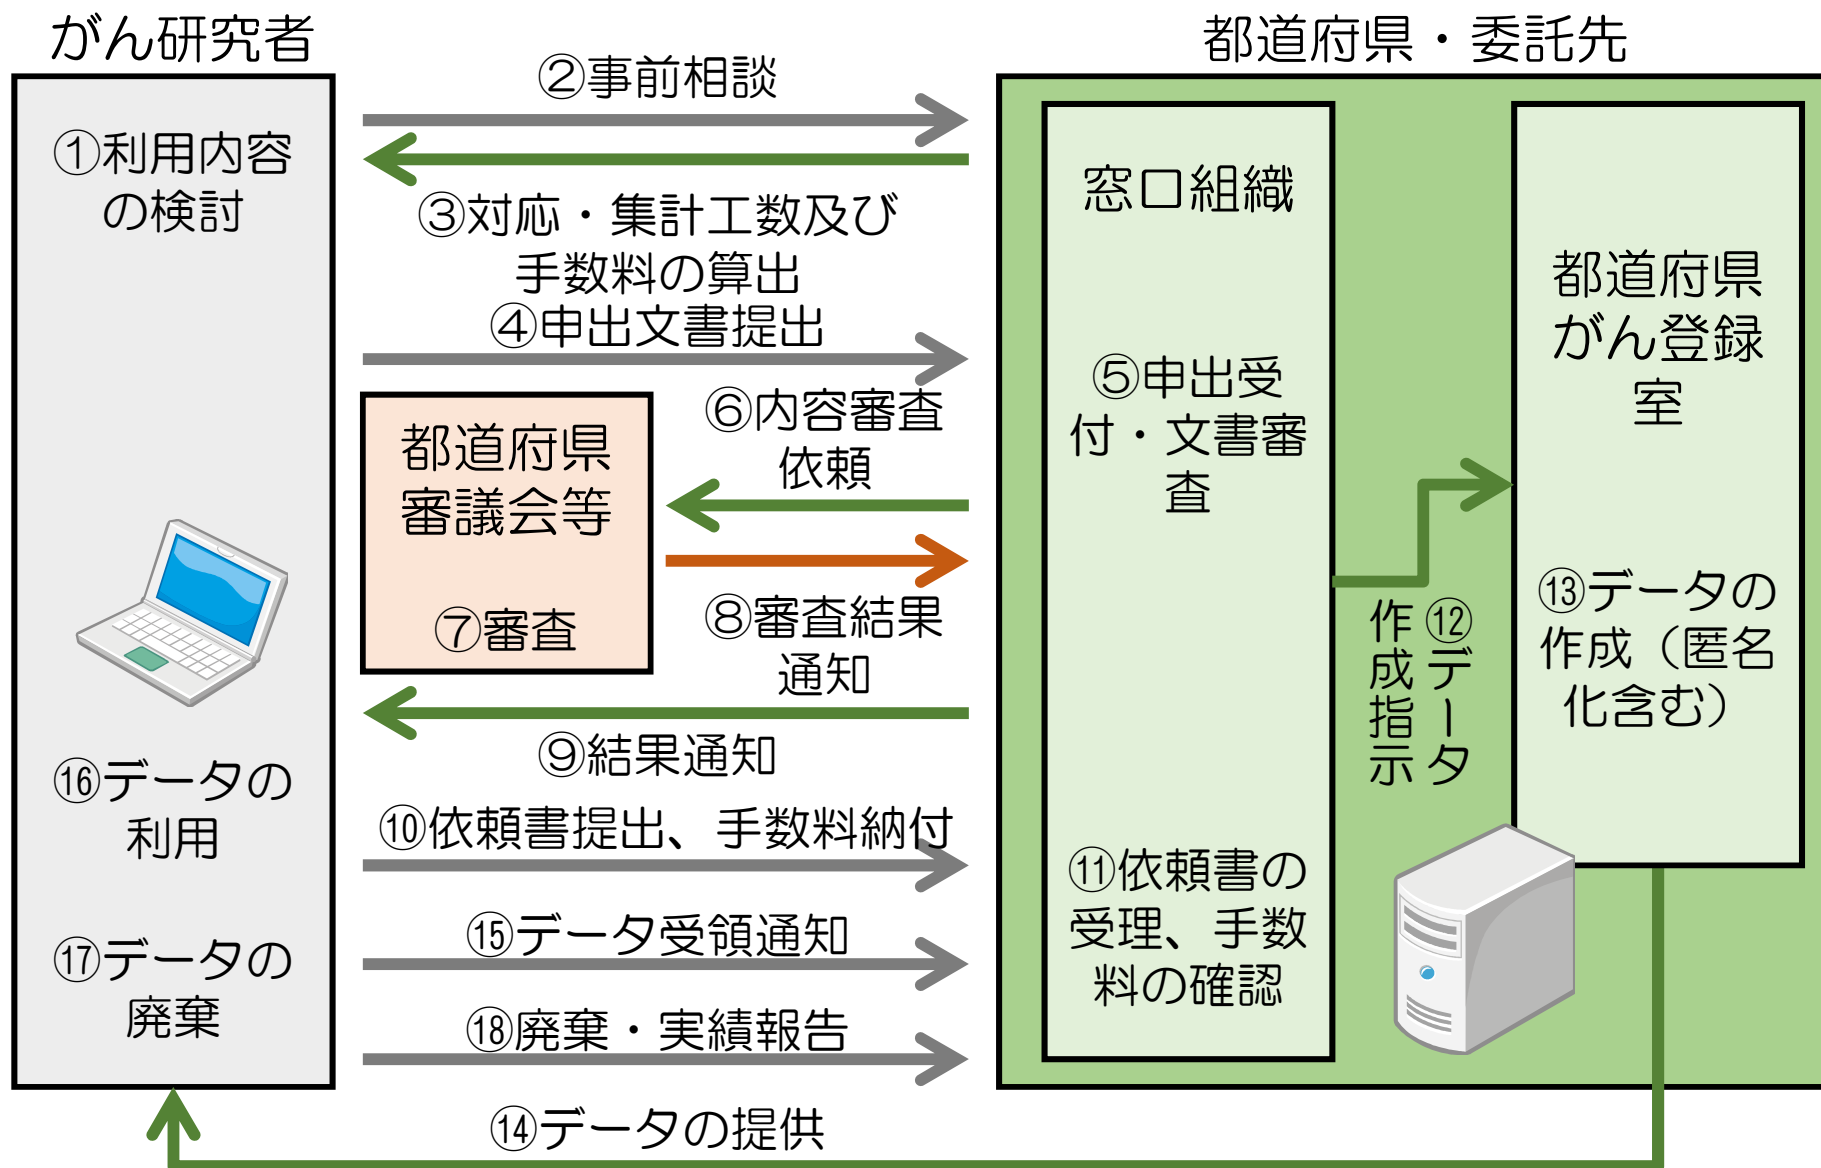 がん研究者
都道府県・委託先
①利用内容
の検討
②事前相談
③対応・集計工数及び
手数料の算出
④申出文書提出
窓口組織
⑤申出受
付・文書審
査
⑥内容審査
依頼
都道府県
審議会等
⑦審査
⑧審査結果
通知
⑨結果通知
⑩依頼書提出、手数料納付
⑪依頼書の
受理、手数
料の確認
⑫データ
作成指示
都道府県
がん登録
室
⑬データの
作成（匿名
化含む）
⑭データの提供
⑮データ受領通知
⑯データの
利用
⑰データの
廃棄
⑱廃棄・実績報告